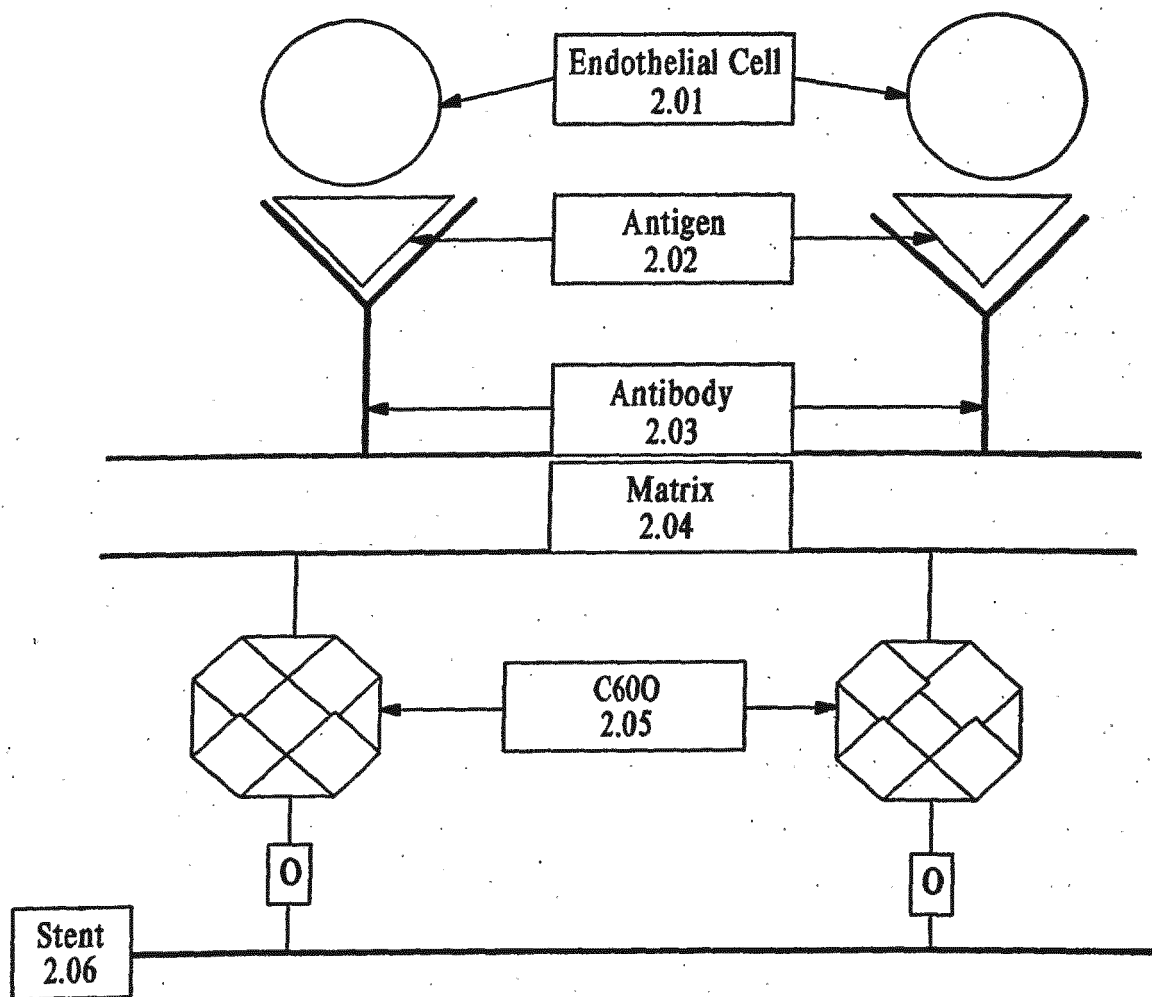 Endothelial Cell
2.01
Antigen
2.02
Antibody
2.03
Matrix
2.04
C60O
2.05
O
O
Stent
2.06